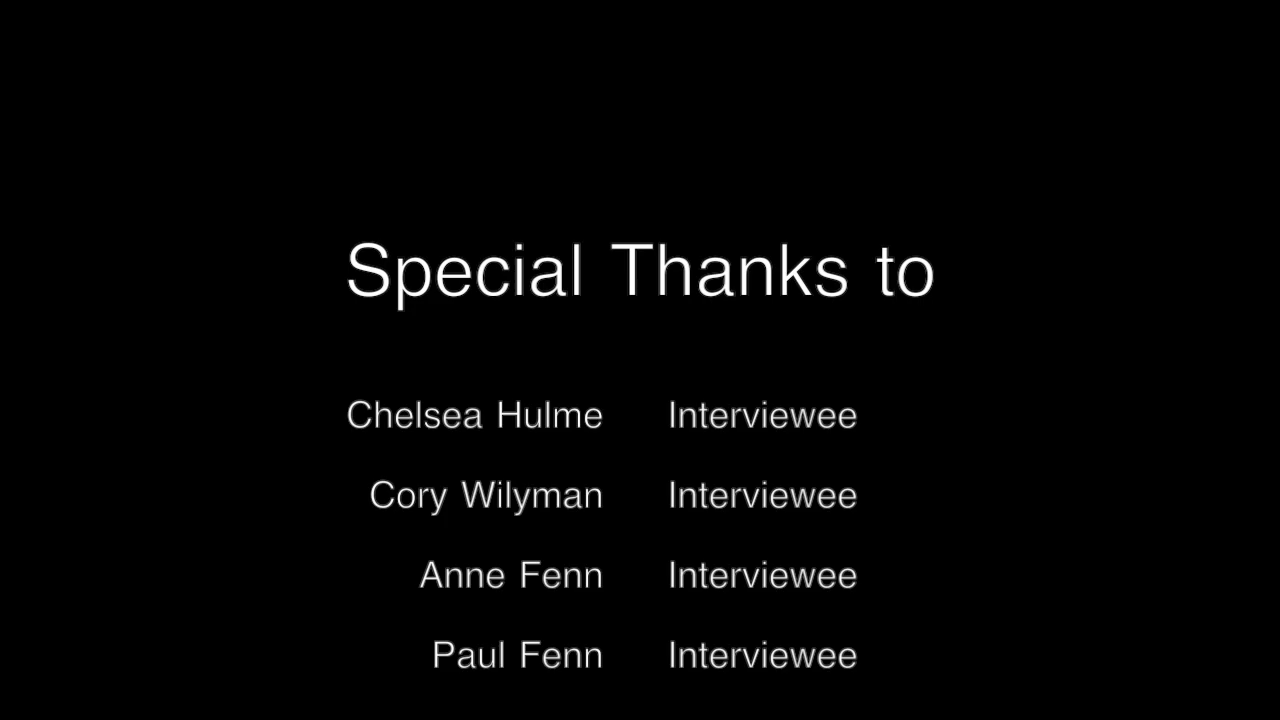 Special Thanks to
Chelsea Hulme Interviewee
Cory Wilyman Interviewee
Anne Fenn Interviewee
Paul Fenn Interviewee